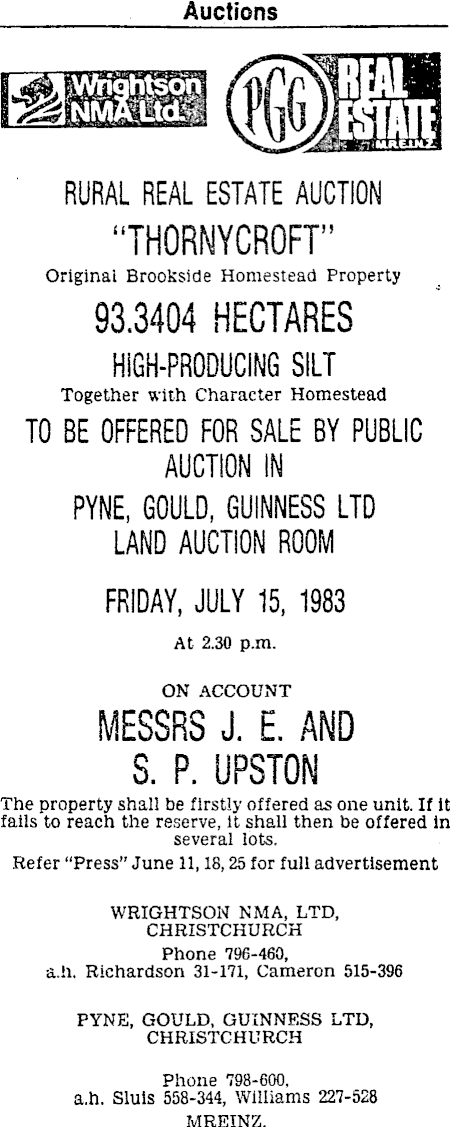 Auctions
Wrightson
NMA Ltd.
PGG
REAL
ESTATE
M.R.E.I.N.Z.
RURAL REAL ESTATE AUCTION
“THORNYCROFT”
Original Brookside Homestead Property
93.3404 HECTARES
HIGH-PRODUCING SILT
Together with Character Homestead
TO BE OFFERED FOR SALE BY PUBLIC
AUCTION IN
PYNE, GOULD, GUINNESS LTD
LAND AUCTION ROOM
FRIDAY, JULY 15, 1983
At 2.30 p.m.
ON ACCOUNT
MESSRS J. E. AND
S. P. UPSTON
The property shall be firstly offered as one unit. If it
fails to reach the reserve, it shall then be offered in
several lots.
Refer “Press” June 11, 18, 25 for full advertisement
WRIGHTSON NMA, LTD,
CHRISTCHURCH
Phone 796-460,
a.h. Richardson 31-171, Cameron 515-396
PYNE, GOULD, GUINNESS LTD,
CHRISTCHURCH
Phone 798-600,
a.h. Sluis 558-344, Williams 227-528
MREINZ.